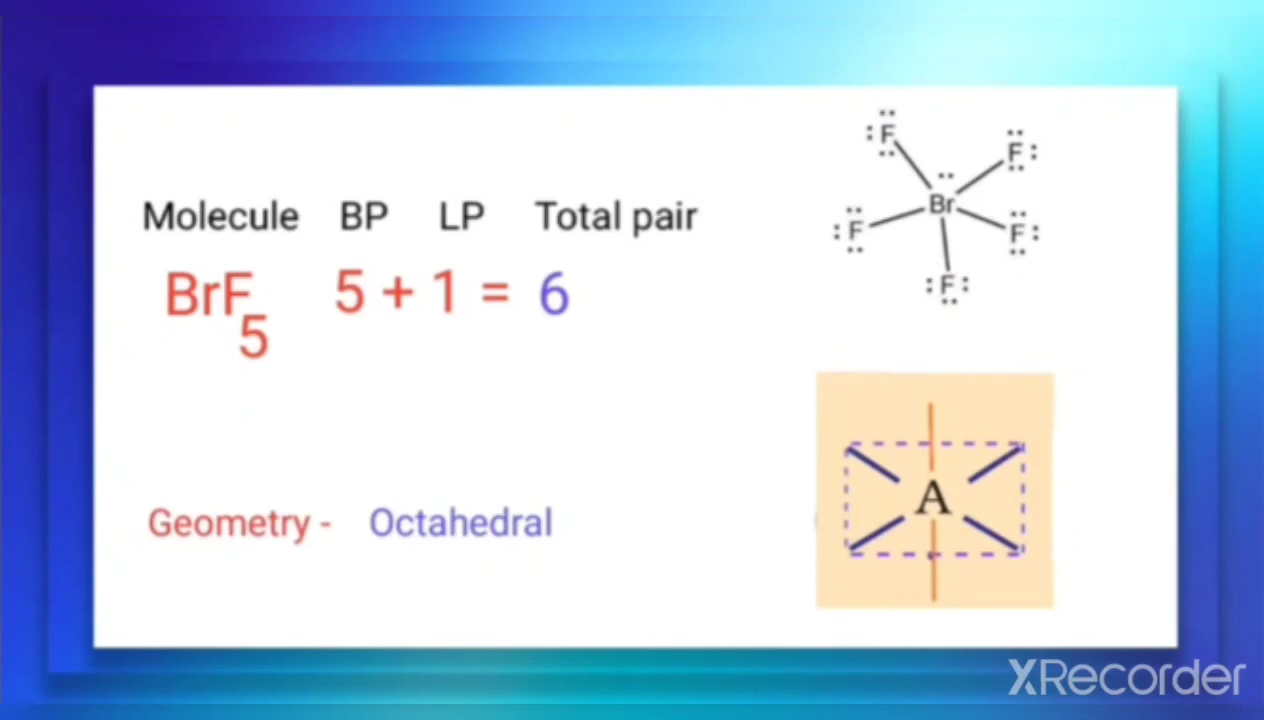 Molecule BP LP Total pair
BrF5 5 + 1 = 6
Geometry - Octahedral
:F
F:
Br
:F
F:
:F:
A
XRecorder